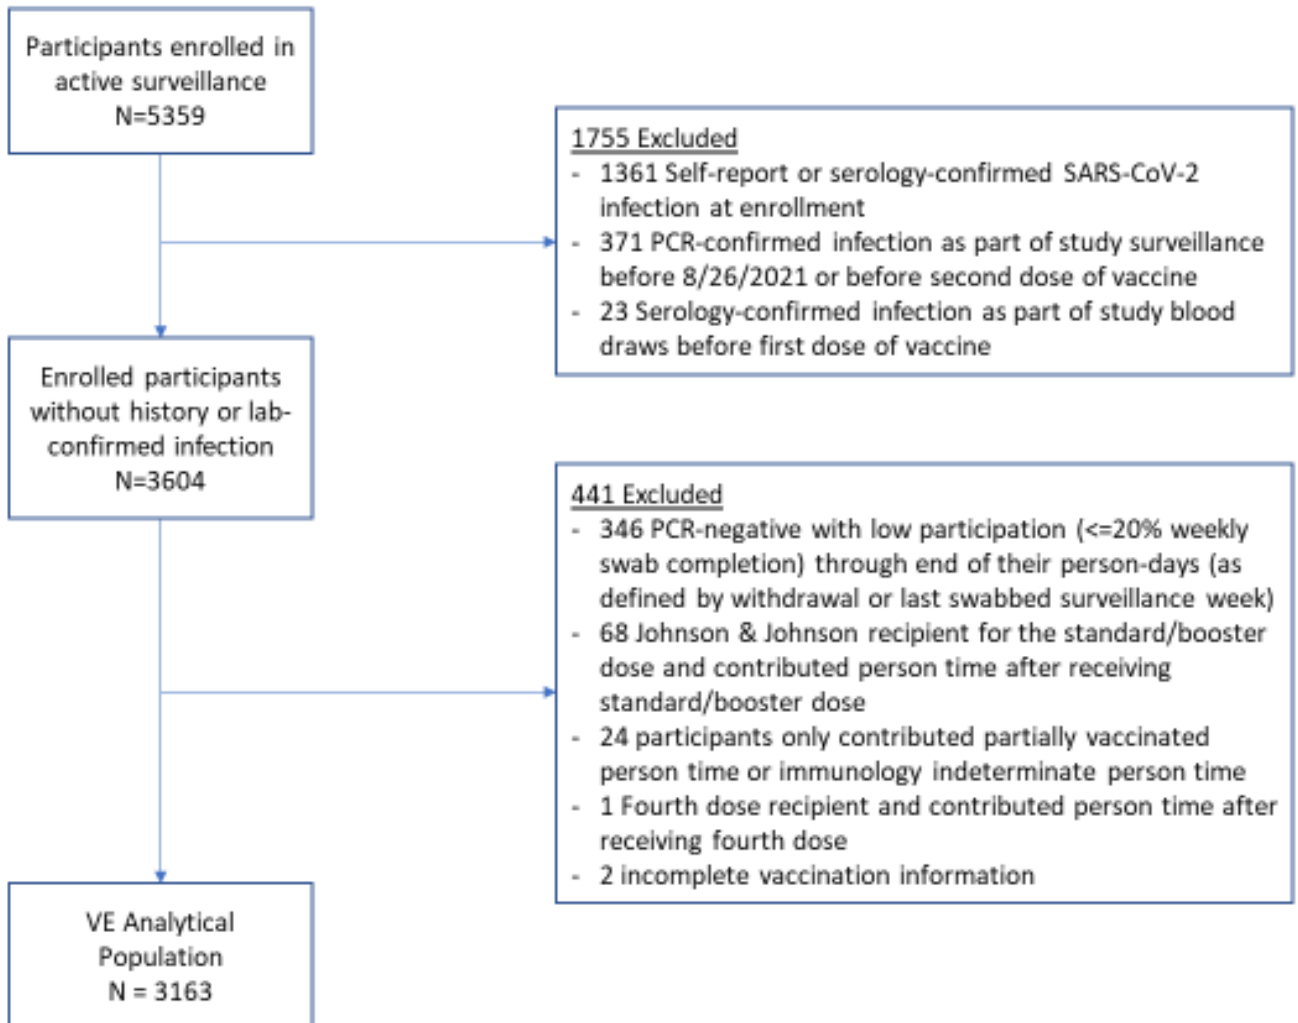 Participants enrolled in
active surveillance
N=5359
1755 Excluded
- 1361 Self-report or serology-confirmed SARS-CoV-2
infection at enrollment
- 371 PCR-confirmed infection as part of study surveillance
before 8/26/2021 or before second dose of vaccine
- 23 Serology-confirmed infection as part of study blood
draws before first dose of vaccine
Enrolled participants
without history or lab-
confirmed infection
N=3604
441 Excluded
- 346 PCR-negative with low participation (<=20% weekly
swab completion) through end of their person-days (as
defined by withdrawal or last swabbed surveillance week)
- 68 Johnson & Johnson recipient for the standard/booster
dose and contributed person time after receiving
standard/booster dose
- 24 participants only contributed partially vaccinated
person time or immunology indeterminate person time
- 1 Fourth dose recipient and contributed person time after
receiving fourth dose
- 2 incomplete vaccination information
VE Analytical
Population
N = 3163